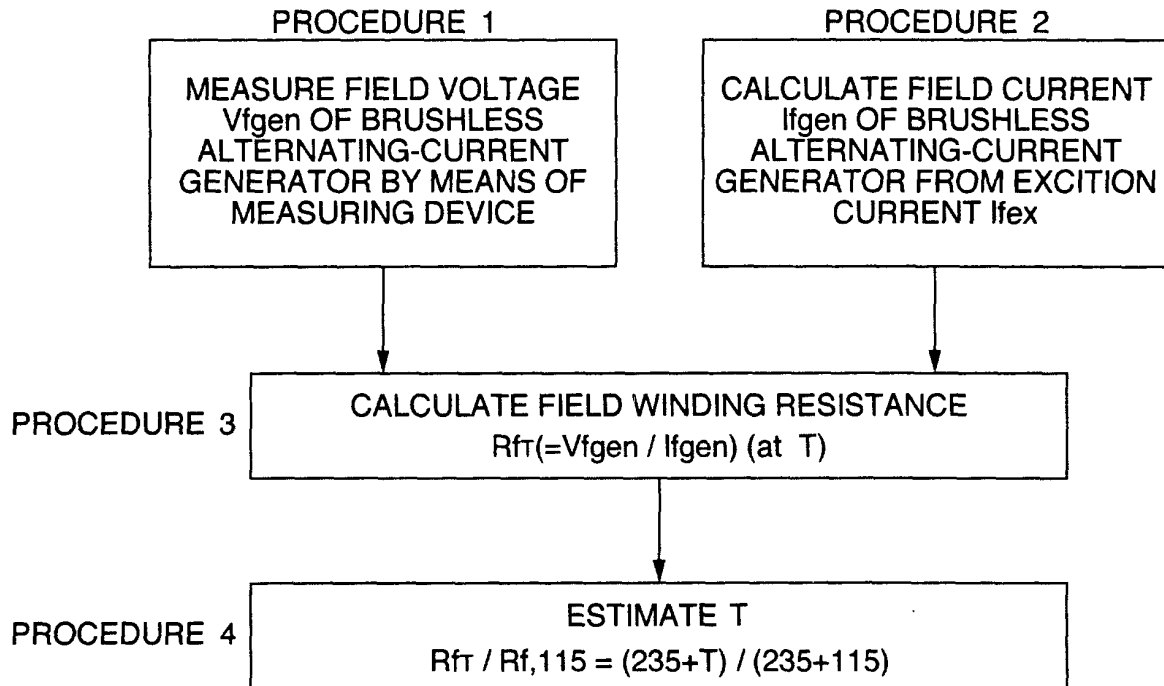 PROCEDURE 1
MEASURE FIELD VOLTAGE
Vfgen OF BRUSHLESS
ALTERNATING-CURRENT
GENERATOR BY MEANS OF
MEASURING DEVICE
PROCEDURE 2
CALCULATE FIELD CURRENT
Ifgen OF BRUSHLESS
ALTERNATING-CURRENT
GENERATOR FROM EXCITION
CURRENT Ifex
PROCEDURE 3
CALCULATE FIELD WINDING RESISTANCE
RfT(=Vfgen / Ifgen) (at T)
PROCEDURE 4
ESTIMATE T
RfT / Rf,115 = (235+T) / (235+115)